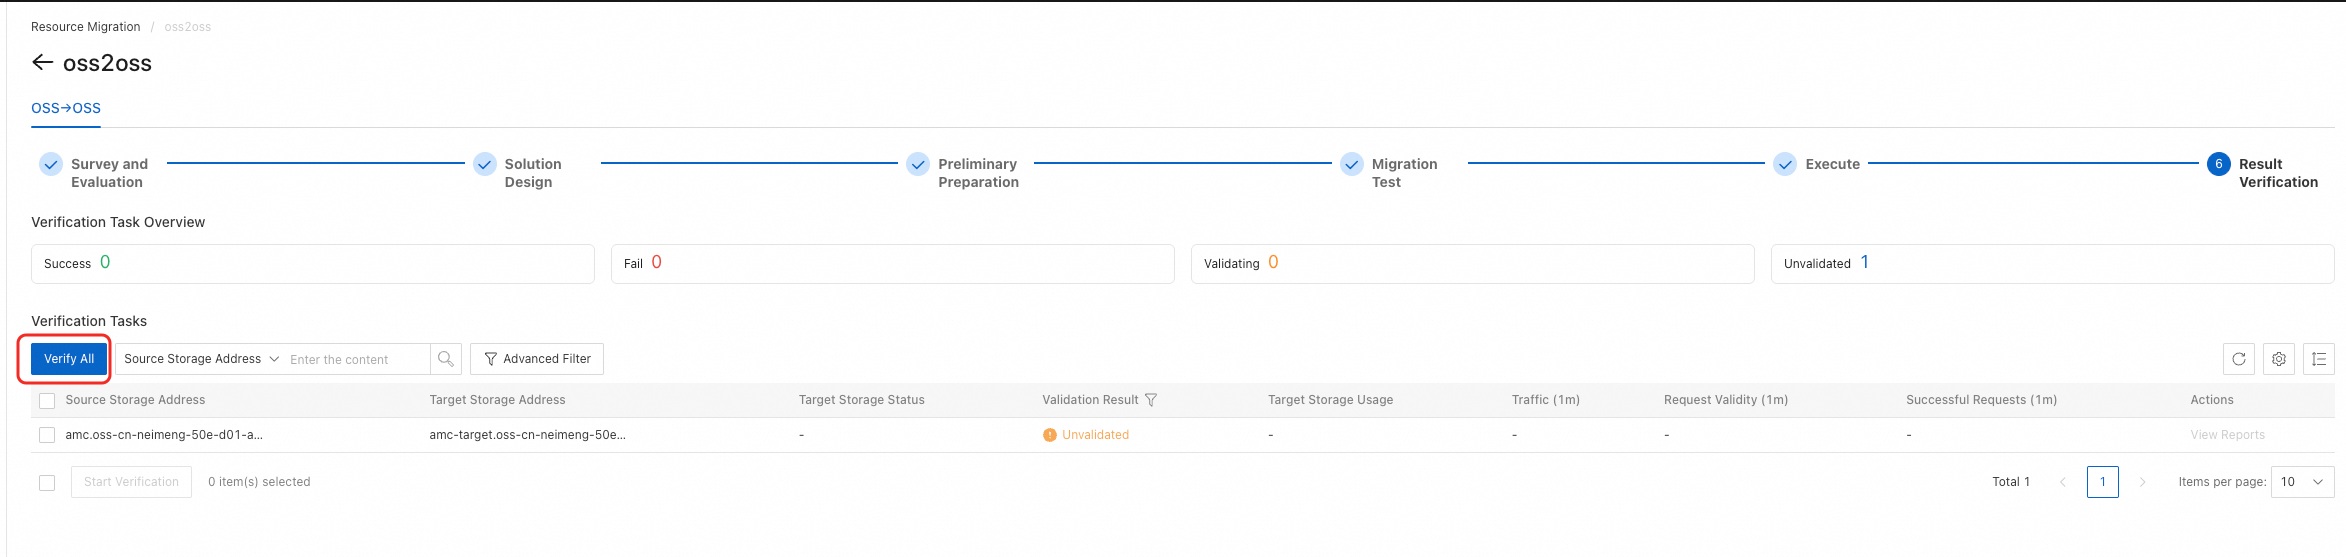 Resource Migration / oss2oss
← oss2oss
OSS→OSS
Survey and Evaluation
Solution Design
Preliminary Preparation
Migration Test
Execute
6 Result Verification
Verification Task Overview
Success 0 Fail 0 Validating 0 Unvalidated 1
Verification Tasks
Verify All Source Storage Address Enter the content Advanced Filter
Source Storage Address Target Storage Address Target Storage Status Validation Result Target Storage Usage Traffic (1m) Request Validity (1m) Successful Requests (1m) Actions
amc.oss-cn-neimeng-50e-d01-a... amc-target.oss-cn-neimeng-50e... - Unvalidated - - - - View Reports
Start Verification 0 item(s) selected Total 1 < 1 > Items per page: 10